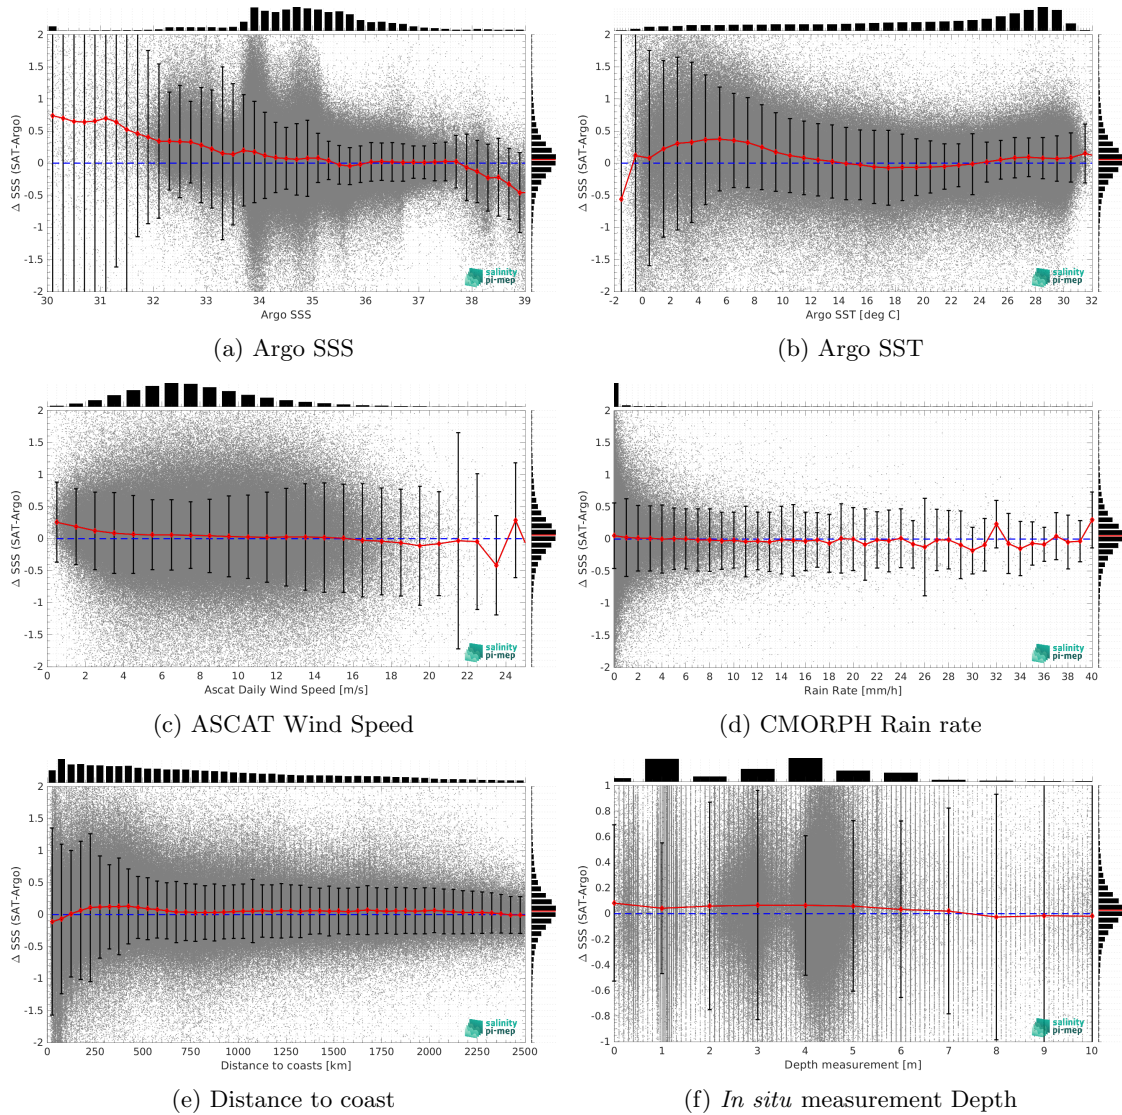 2
1.5
1
0.5
0
-0.5
-1
-1.5
-2
Δ SSS (SAT-Argo)
30 31 32 33 34 35 36 37 38 39
Argo SSS
salinity
pi-mep
(a) Argo SSS
2
1.5
1
0.5
0
-0.5
-1
-1.5
-2
Δ SSS (SAT-Argo)
-2 0 2 4 6 8 10 12 14 16 18 20 22 24 26 28 30 32
Argo SST [deg C]
salinity
pi-mep
(b) Argo SST
2
1.5
1
0.5
0
-0.5
-1
-1.5
-2
Δ SSS (SAT-Argo)
0 2 4 6 8 10 12 14 16 18 20 22 24
Ascat Daily Wind Speed [m/s]
salinity
pi-mep
(c) ASCAT Wind Speed
2
1.5
1
0.5
0
-0.5
-1
-1.5
-2
Δ SSS (SAT-Argo)
0 2 4 6 8 10 12 14 16 18 20 22 24 26 28 30 32 34 36 38 40
Rain Rate [mm/h]
salinity
pi-mep
(d) CMORPH Rain rate
2
1.5
1
0.5
0
-0.5
-1
-1.5
-2
Δ SSS (SAT-Argo)
0 250 500 750 1000 1250 1500 1750 2000 2250 2500
Distance to coasts [km]
salinity
pi-mep
(e) Distance to coast
1
0.8
0.6
0.4
0.2
0
-0.2
-0.4
-0.6
-0.8
-1
Δ SSS (SAT-Argo)
0 1 2 3 4 5 6 7 8 9 10
Depth measurement [m]
salinity
pi-mep
(f) In situ measurement Depth